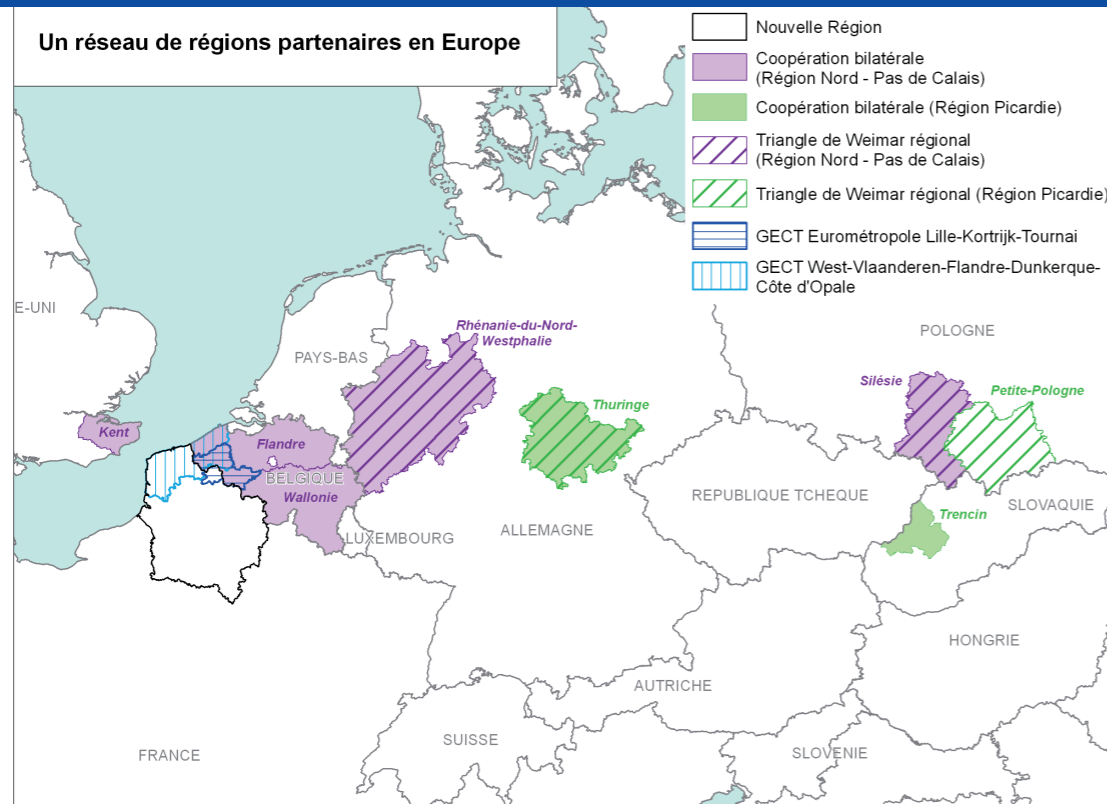 Un réseau de régions partenaires en Europe
Nouvelle Région
Coopération bilatérale
(Région Nord - Pas de Calais)
Coopération bilatérale (Région Picardie)
Triangle de Weimar régional
(Région Nord - Pas de Calais)
Triangle de Weimar régional (Région Picardie)
GECT Eurométropole Lille-Kortrijk-Tournai
GECT West-Vlaanderen-Flandre-Dunkerque-
Côte d'Opale
E-UNI
PAYS-BAS
Rhénanie-du-Nord-
Westphalie
POLOGNE
Silésie
Petite-Pologne
Thuringe
Kent
Flandre
BELGIQUE
Wallonie
REPUBLIQUE TCHEQUE
SLOVAQUIE
Trencin
LUXEMBOURG
ALLEMAGNE
HONGRIE
AUTRICHE
SUISSE
SLOVENIE
FRANCE